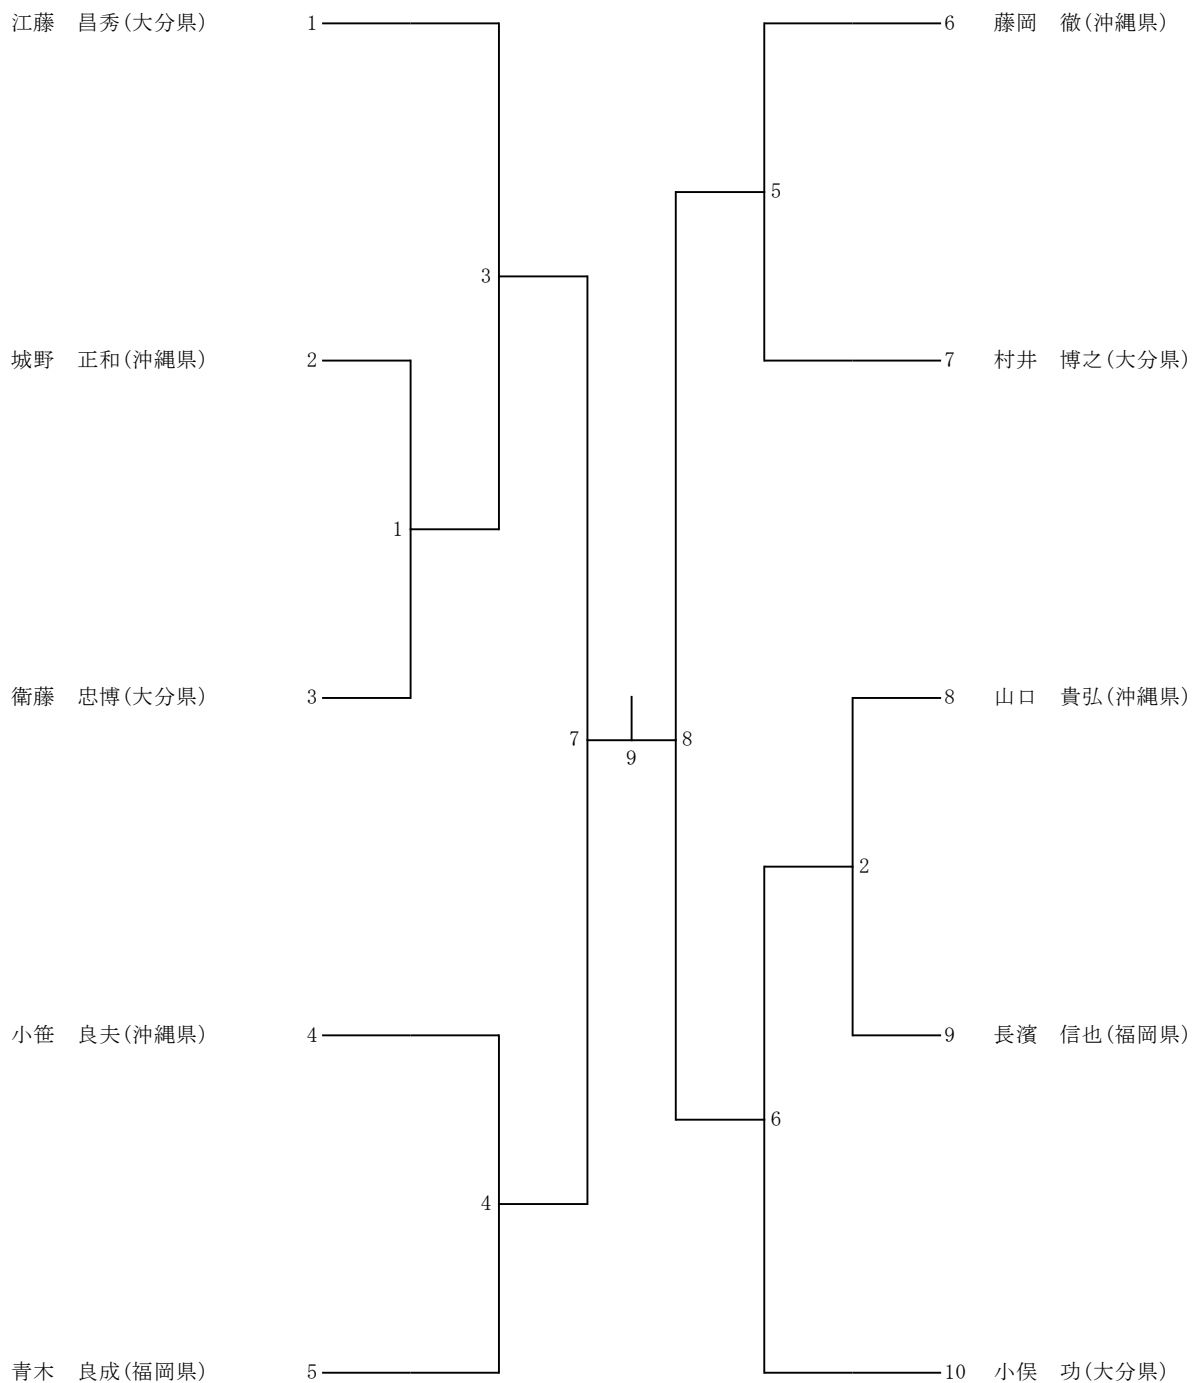 江藤　昌秀(大分県) 1
6 藤岡　徹(沖縄県)
5
3
城野　正和(沖縄県) 2
7 村井　博之(大分県)
1
衛藤　忠博(大分県) 3
8 山口　貴弘(沖縄県)
7
8
9
2
小笹　良夫(沖縄県) 4
9 長濱　信也(福岡県)
6
4
青木　良成(福岡県) 5
10 小俣　功(大分県)